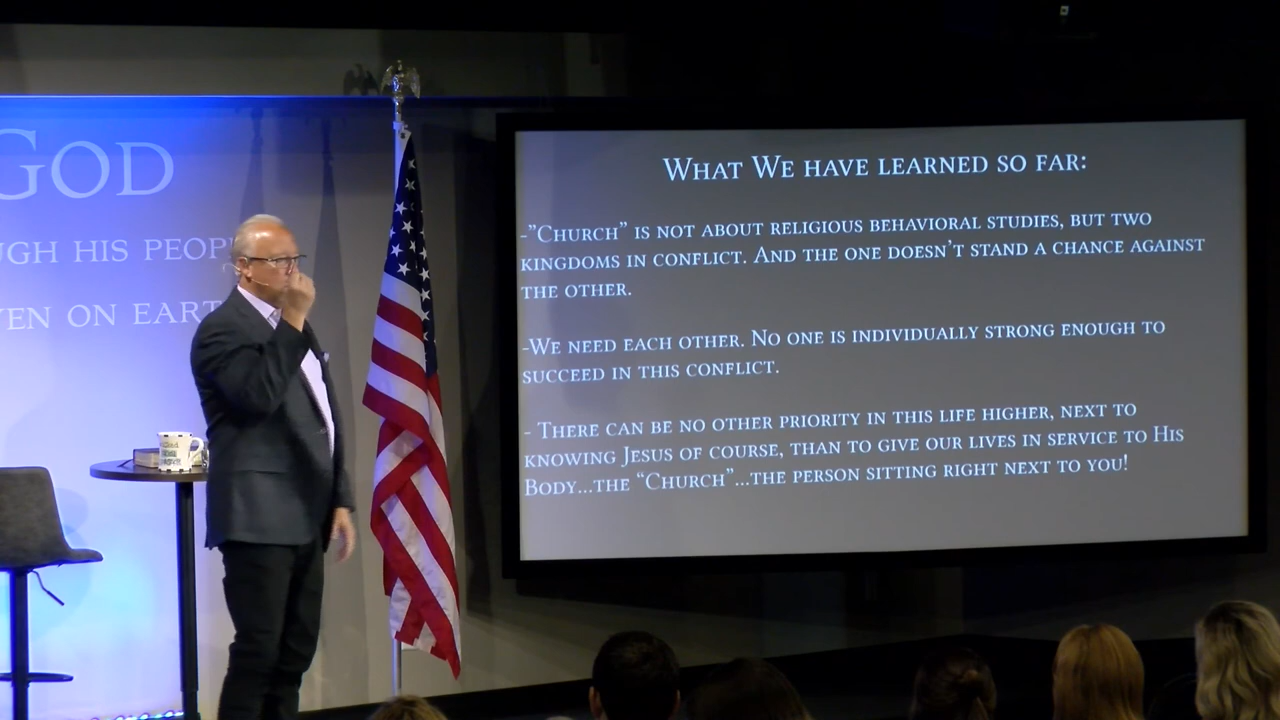 God
his
on
What We have learned so far:
-"Church" is not about religious behavioral studies, but two
kingdoms in conflict. And the one doesn't stand a chance against
the other.
-We need each other. No one is individually strong enough to
succeed in this conflict.
- There can be no other priority in this life higher, next to
knowing Jesus of course, than to give our lives in service to His
Body...the "Church"...the person sitting right next to you!